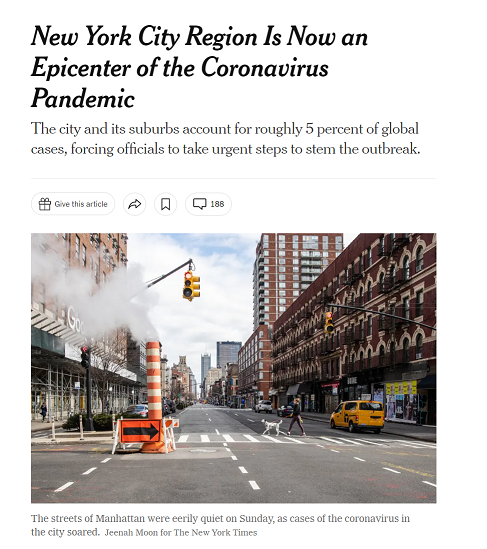 New York City Region Is Now an
Epicenter of the Coronavirus
Pandemic
The city and its suburbs account for roughly 5 percent of global
cases, forcing officials to take urgent steps to stem the outbreak.
Give this article
188
The streets of Manhattan were eerily quiet on Sunday, as cases of the coronavirus in
the city soared. Jeenah Moon for The New York Times